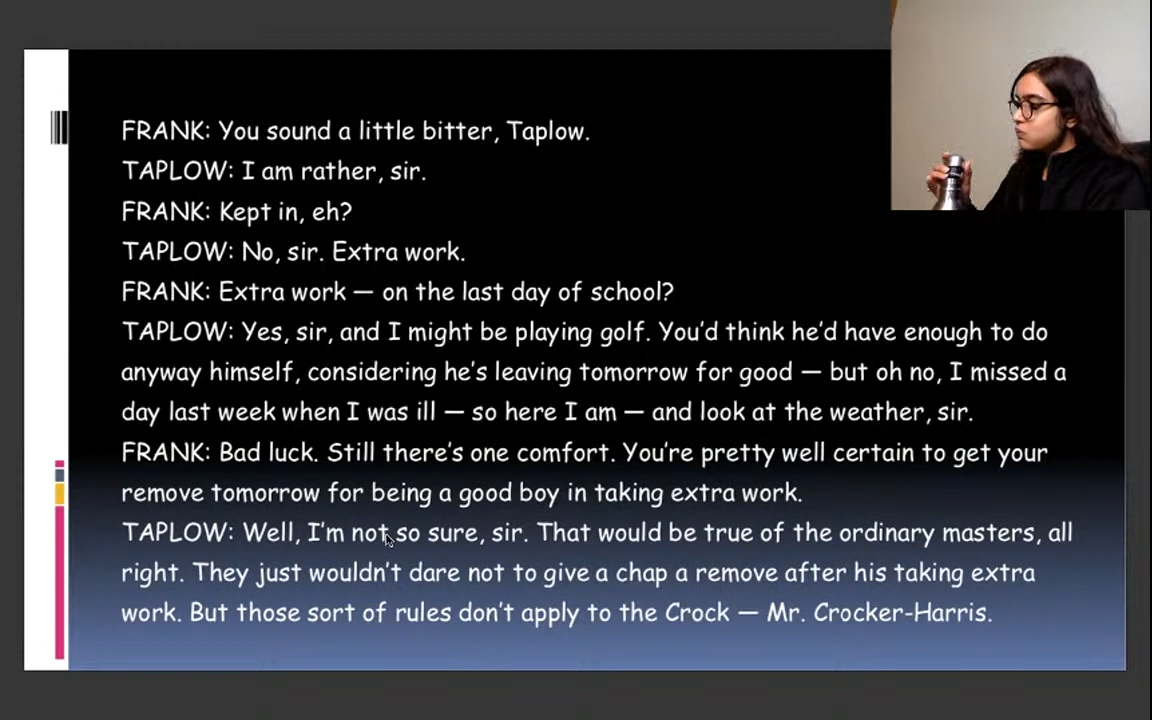 FRANK: You sound a little bitter, Taplow.
TAPLOW: I am rather, sir.
FRANK: Kept in, eh?
TAPLOW: No, sir. Extra work.
FRANK: Extra work — on the last day of school?
TAPLOW: Yes, sir, and I might be playing golf. You'd think he'd have enough to do
anyway himself, considering he's leaving tomorrow for good — but oh no, I missed a
day last week when I was ill — so here I am — and look at the weather, sir.
FRANK: Bad luck. Still there's one comfort. You're pretty well certain to get your
remove tomorrow for being a good boy in taking extra work.
TAPLOW: Well, I'm not so sure, sir. That would be true of the ordinary masters, all
right. They just wouldn't dare not to give a chap a remove after his taking extra
work. But those sort of rules don't apply to the Crock — Mr. Crocker-Harris.